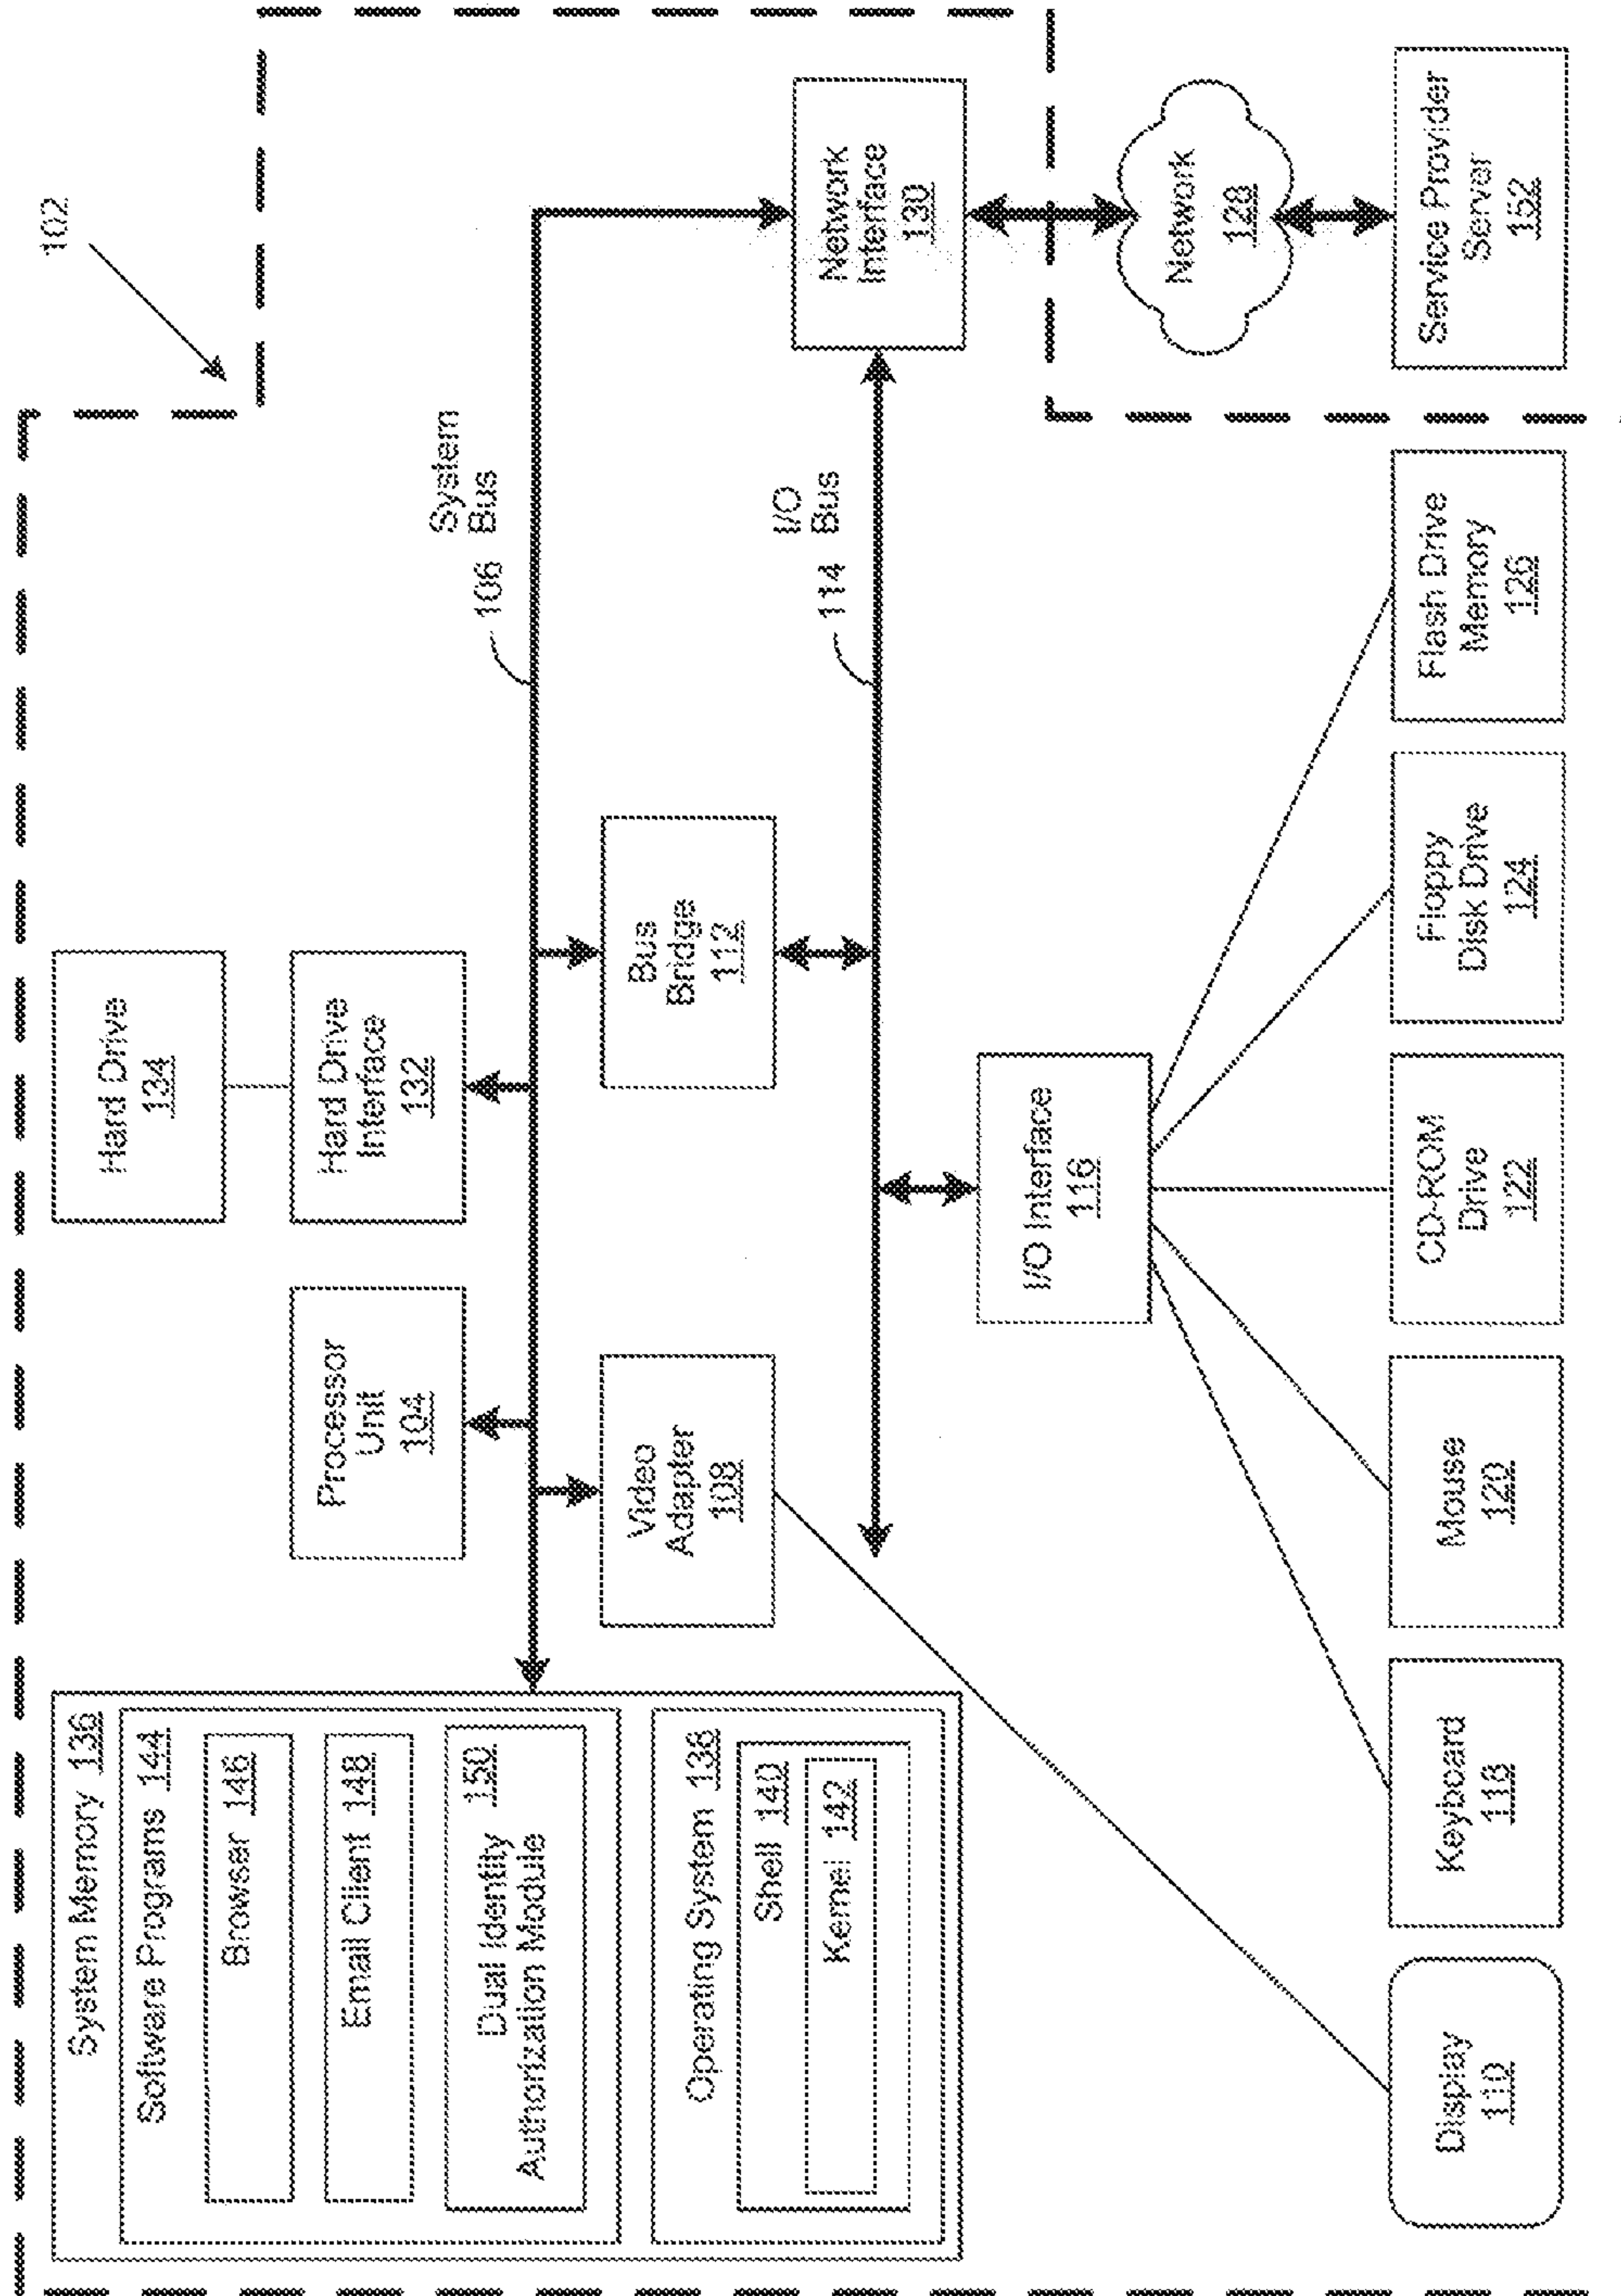 102
System Memory 136
Software Programs 144
Browser 146
Email Client 148
Dual Identity 150
Authorization Module
Operating System 138
Shell 140
Kernel 142
Hard Drive
134
Processor
Unit
104
Hard Drive
Interface
132
System
106 Bus
Video
Adapter
108
Bus
Bridge
112
I/O
114 Bus
Network
Interface
130
I/O Interface
116
Network
128
Display
110
Keyboard
118
Mouse
120
CD-ROM
Drive
122
Floppy
Disk Drive
124
Flash Drive
Memory
126
Service Provider
Server
152